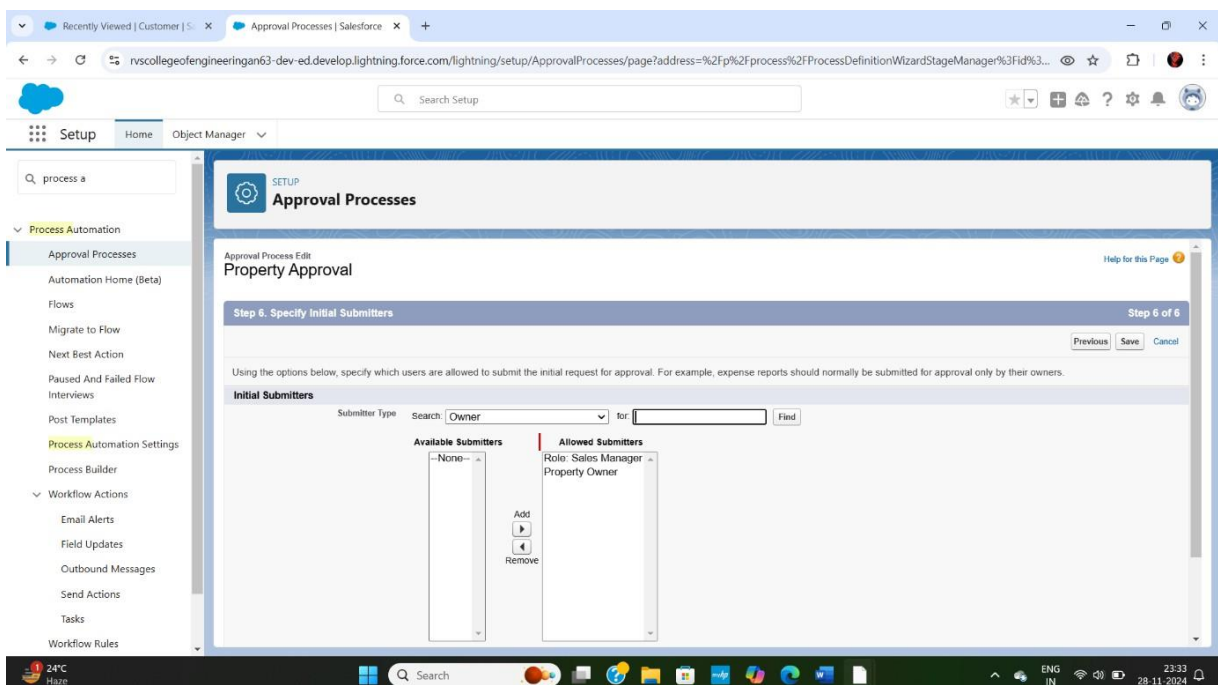 Recently Viewed | Customer | S
Approval Processes | Salesforce
rvscollegeofengineeringan63-dev-ed.develop.lightning.force.com/lightning/setup/ApprovalProcesses/page?address=%2Fp%2Fprocess%2FProcessDefinitionWizardStageManager%3Fid%3...
Search Setup
Setup Home Object Manager
process a
SETUP
Approval Processes
Process Automation
Approval Processes
Automation Home (Beta)
Flows
Migrate to Flow
Next Best Action
Paused And Failed Flow
Interviews
Post Templates
Process Automation Settings
Process Builder
Workflow Actions
Email Alerts
Field Updates
Outbound Messages
Send Actions
Tasks
Workflow Rules
Approval Process Edit
Property Approval
Help for this Page
Step 6. Specify Initial Submitters Step 6 of 6
Previous Save Cancel
Using the options below, specify which users are allowed to submit the initial request for approval. For example, expense reports should normally be submitted for approval only by their owners.
Initial Submitters
Submitter Type Search: Owner for: Find
Available Submitters Allowed Submitters
--None-- Role: Sales Manager
Property Owner
Add
Remove
1 24°C
Haze
Search
ENG
IN
23:33
28-11-2024